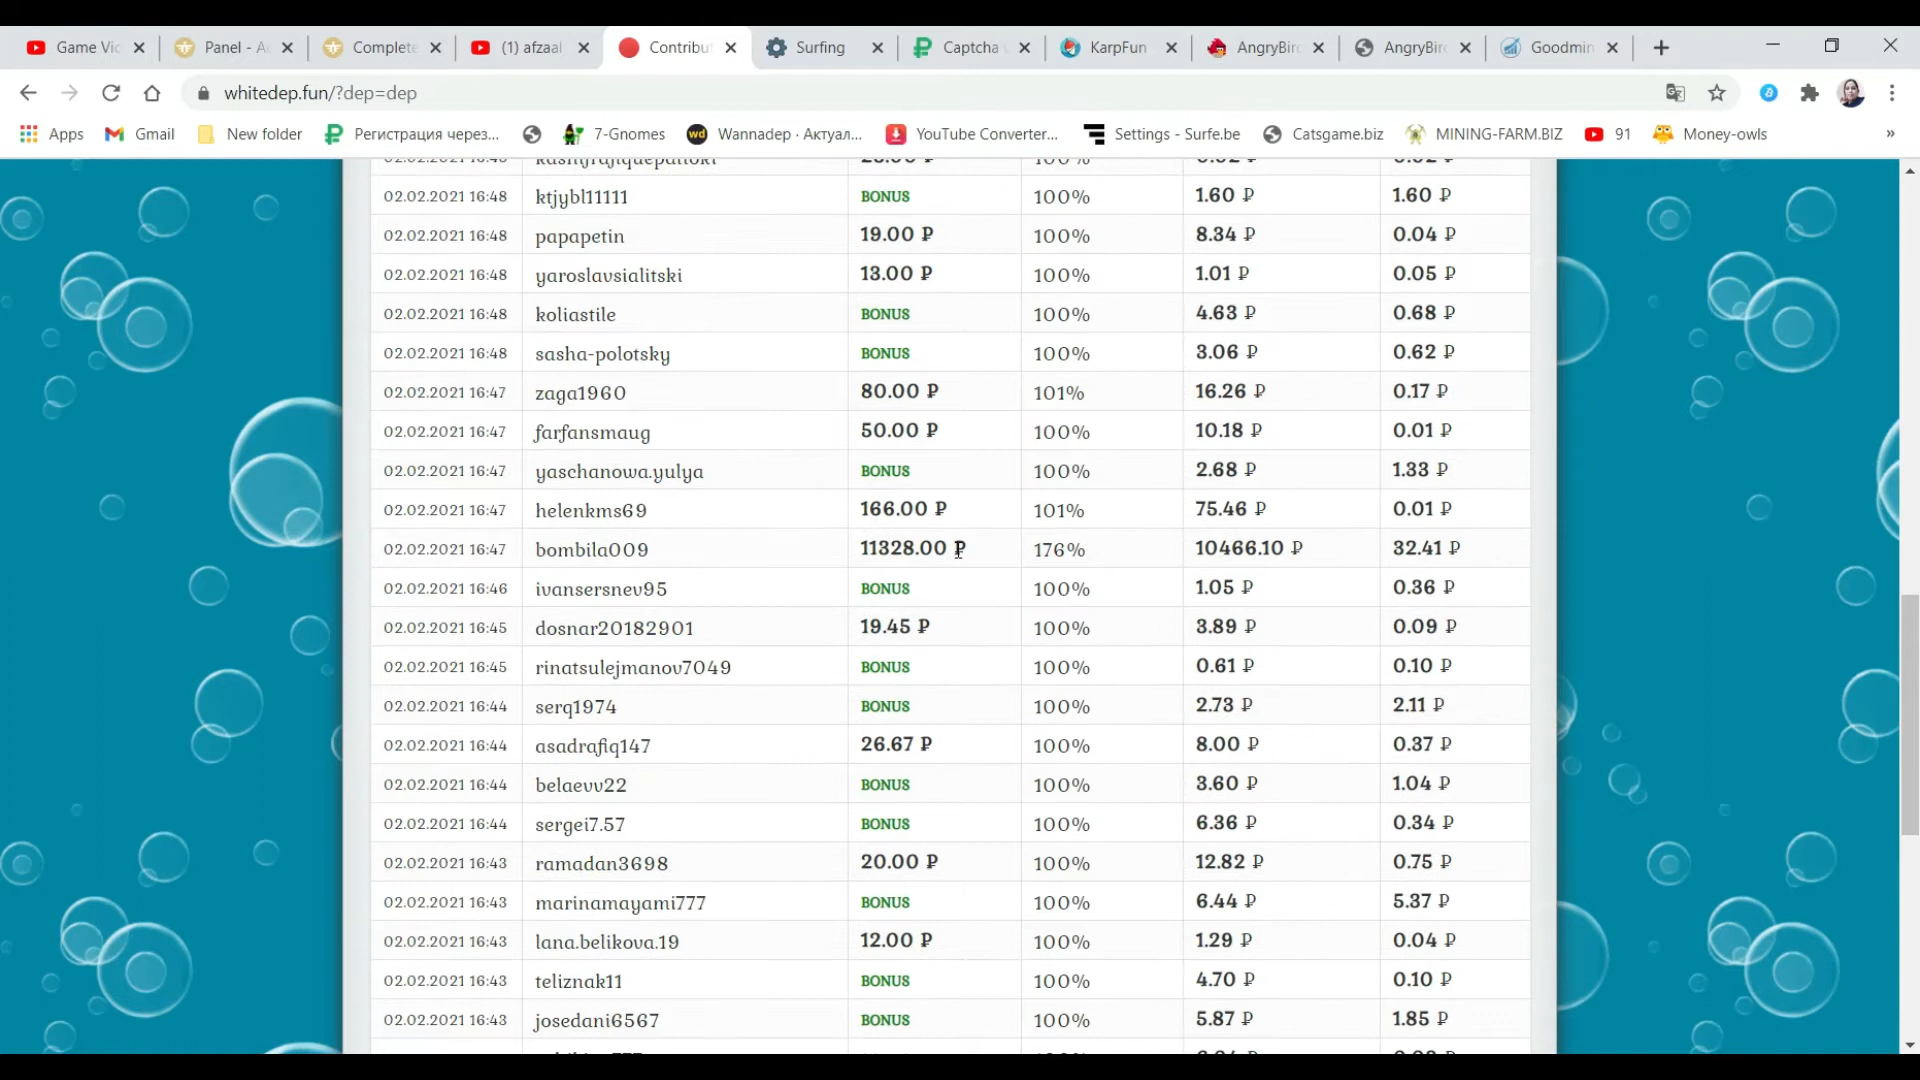 Game Vi
Panel - A
Complete
(1) afzaal
Contribu
Surfing
Captcha
KarpFun
AngryBir
AngryBir
Goodmin
whitedep.fun/?dep=dep
Apps
Gmail
New folder
Регистрация через...
7-Gnomes
Wannadep · Актуал...
YouTube Converter...
Settings - Surfe.be
Catsgame.biz
MINING-FARM.BIZ
91
Money-owls
»
02.02.2021 16:48 ktjybl11111 BONUS 100% 1.60 ₽ 1.60 ₽
02.02.2021 16:48 papapetin 19.00 ₽ 100% 8.34 ₽ 0.04 ₽
02.02.2021 16:48 yaroslavsialitski 13.00 ₽ 100% 1.01 ₽ 0.05 ₽
02.02.2021 16:48 koliastile BONUS 100% 4.63 ₽ 0.68 ₽
02.02.2021 16:48 sasha-polotsky BONUS 100% 3.06 ₽ 0.62 ₽
02.02.2021 16:47 zaga1960 80.00 ₽ 101% 16.26 ₽ 0.17 ₽
02.02.2021 16:47 farfansmaug 50.00 ₽ 100% 10.18 ₽ 0.01 ₽
02.02.2021 16:47 yaschanowa.yulya BONUS 100% 2.68 ₽ 1.33 ₽
02.02.2021 16:47 helenkms69 166.00 ₽ 101% 75.46 ₽ 0.01 ₽
02.02.2021 16:47 bombila009 11328.00 ₽ 176% 10466.10 ₽ 32.41 ₽
02.02.2021 16:46 ivansersnev95 BONUS 100% 1.05 ₽ 0.36 ₽
02.02.2021 16:45 dosnar20182901 19.45 ₽ 100% 3.89 ₽ 0.09 ₽
02.02.2021 16:45 rinatsulejmanov7049 BONUS 100% 0.61 ₽ 0.10 ₽
02.02.2021 16:44 serq1974 BONUS 100% 2.73 ₽ 2.11 ₽
02.02.2021 16:44 asadrafiq147 26.67 ₽ 100% 8.00 ₽ 0.37 ₽
02.02.2021 16:44 belaevv22 BONUS 100% 3.60 ₽ 1.04 ₽
02.02.2021 16:44 sergei7.57 BONUS 100% 6.36 ₽ 0.34 ₽
02.02.2021 16:43 ramadan3698 20.00 ₽ 100% 12.82 ₽ 0.75 ₽
02.02.2021 16:43 marinamayami777 BONUS 100% 6.44 ₽ 5.37 ₽
02.02.2021 16:43 lana.belikova.19 12.00 ₽ 100% 1.29 ₽ 0.04 ₽
02.02.2021 16:43 teliznak11 BONUS 100% 4.70 ₽ 0.10 ₽
02.02.2021 16:43 josedani6567 BONUS 100% 5.87 ₽ 1.85 ₽